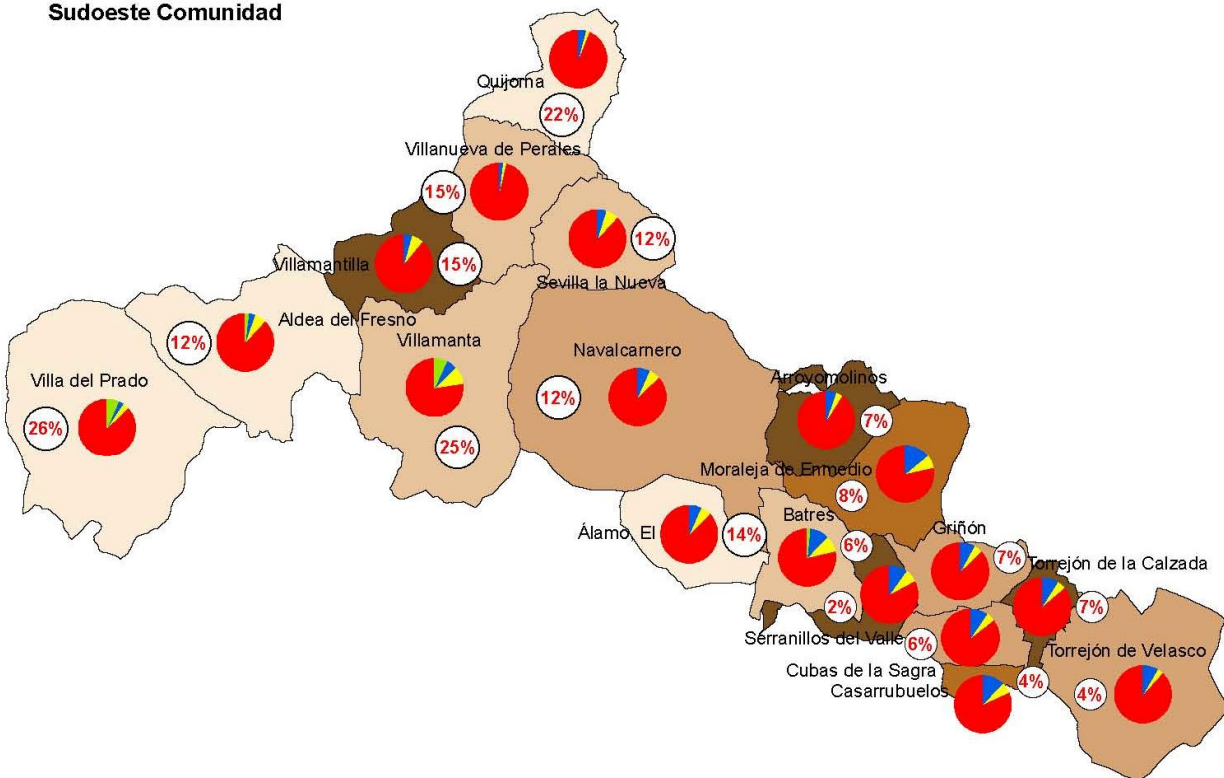 Sudoeste Comunidad
Quijorna
22%
Villanueva de Perales
15%
12%
Villamantilla
15%
Sevilla la Nueva
Aldea del Fresno
12%
Villamanta
Navalcarnero
Villa del Prado
26%
12%
Arroyomolinos
7%
25%
Moraleja de Enmedio
8%
Álamo, El
14%
Batres
6%
Griñón
7%
Torrejón de la Calzada
2%
7%
Serranillos del Valle
6%
Torrejón de Velasco
Cubas de la Sagra
4%
4%
Casarrubuelos